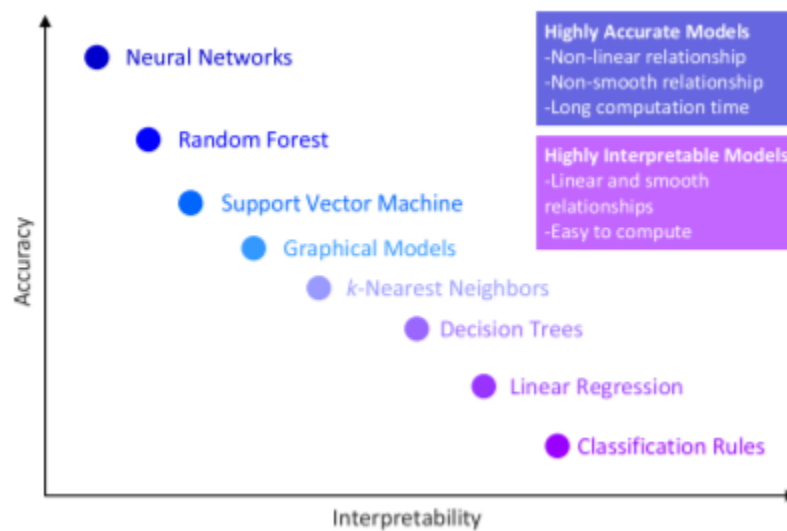 Highly Accurate Models
-Non-linear relationship
-Non-smooth relationship
-Long computation time
Highly Interpretable Models
-Linear and smooth
relationships
-Easy to compute
Neural Networks
Random Forest
Support Vector Machine
Graphical Models
k-Nearest Neighbors
Decision Trees
Linear Regression
Classification Rules
Accuracy
Interpretability